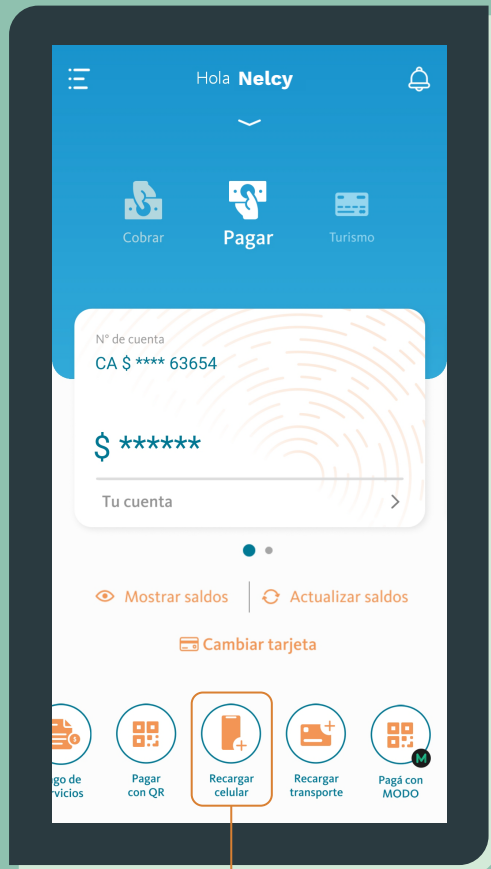 Hola Nelcy
Cobrar
Pagar
Turismo
N° de cuenta
CA $ **** 63654
$ ******
Tu cuenta
Mostrar saldos
Actualizar saldos
Cambiar tarjeta
go de
rvicios
Pagar
con QR
Recargar
celular
Recargar
transporte
Pagá con
MODO
M